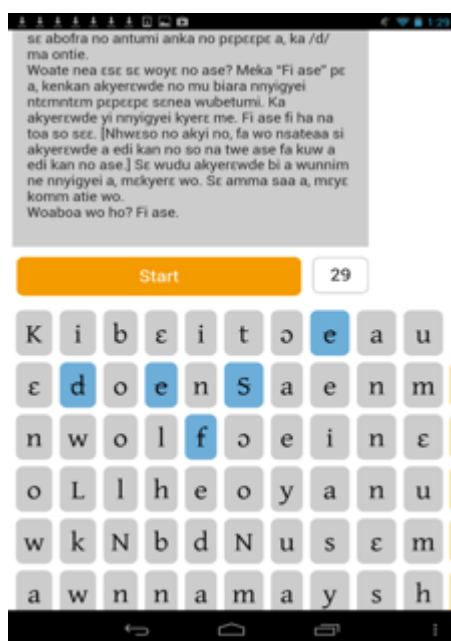 1:29
sɛ abofra no antumi anka no pɛpɛɛpɛ a, ka /d/
ma ontie.
Woate nea ɛsɛ sɛ woyɛ no ase? Meka "Fi ase" pɛ
a, kenkan akyerɛwde no mu biara nnyigyei
ntɛmntɛm pɛpɛɛpɛ sɛnea wubetumi. Ka
akyerɛwde yi nnyigyei kyerɛ me. Fi ase fi ha na
toa so sɛɛ. [Nhwɛso no akyi no, fa wo nsateaa si
akyerɛwde a edi kan no so na twe ase fa kuw a
edi kan no ase.] Sɛ wudu akyerɛwde bi a wunnim
ne nnyigyei a, mɛkyerɛ wo. Sɛ amma saa a, mɛyɛ
komm atie wo.
Woaboa wo ho? Fi ase.
Start 29
K i b ɛ i t ɔ e a u
ɛ d o e n S a e n m
n w o l f ɔ e i n ɛ
o L l h e o y a n u
w k N b d N u s ɛ m
a w n n a m a y s h